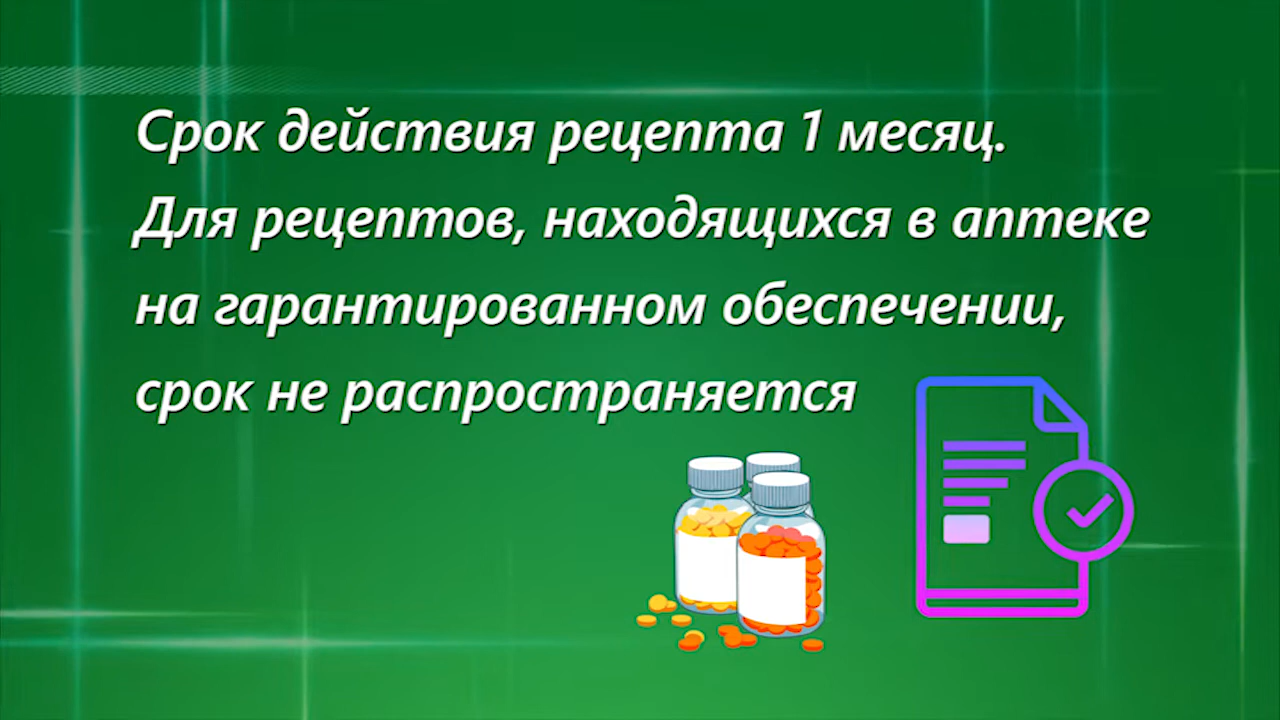 Срок действия рецепта 1 месяц.
Для рецептов, находящихся в аптеке
на гарантированном обеспечении,
срок не распространяется